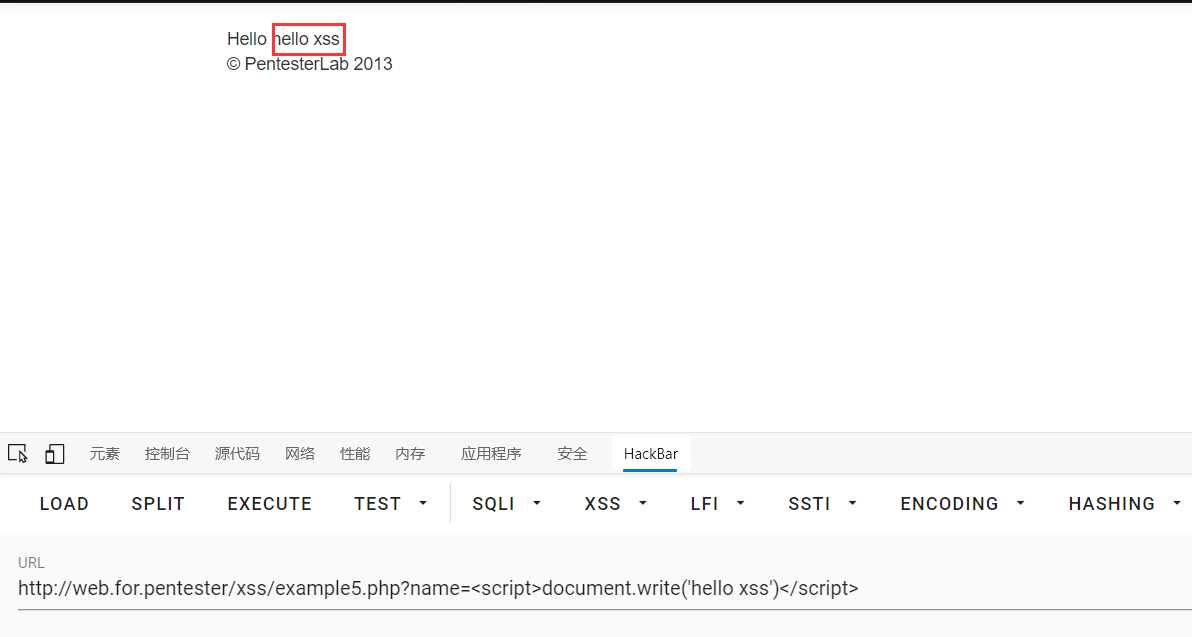 Hello hello xss
© PentesterLab 2013
元素 控制台 源代码 网络 性能 内存 应用程序 安全 HackBar
LOAD SPLIT EXECUTE TEST SQLI XSS LFI SSTI ENCODING HASHING
URL
http://web.for.pentester/xss/example5.php?name=<script>document.write('hello xss')</script>